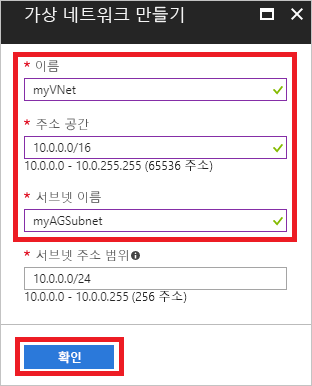 가상 네트워크 만들기
* 이름
myVNet
* 주소 공간
10.0.0.0/16
10.0.0.0 - 10.0.255.255 (65536 주소)
* 서브넷 이름
myAGSubnet
* 서브넷 주소 범위
10.0.0.0/24
10.0.0.0 - 10.0.0.255 (256 주소)
확인